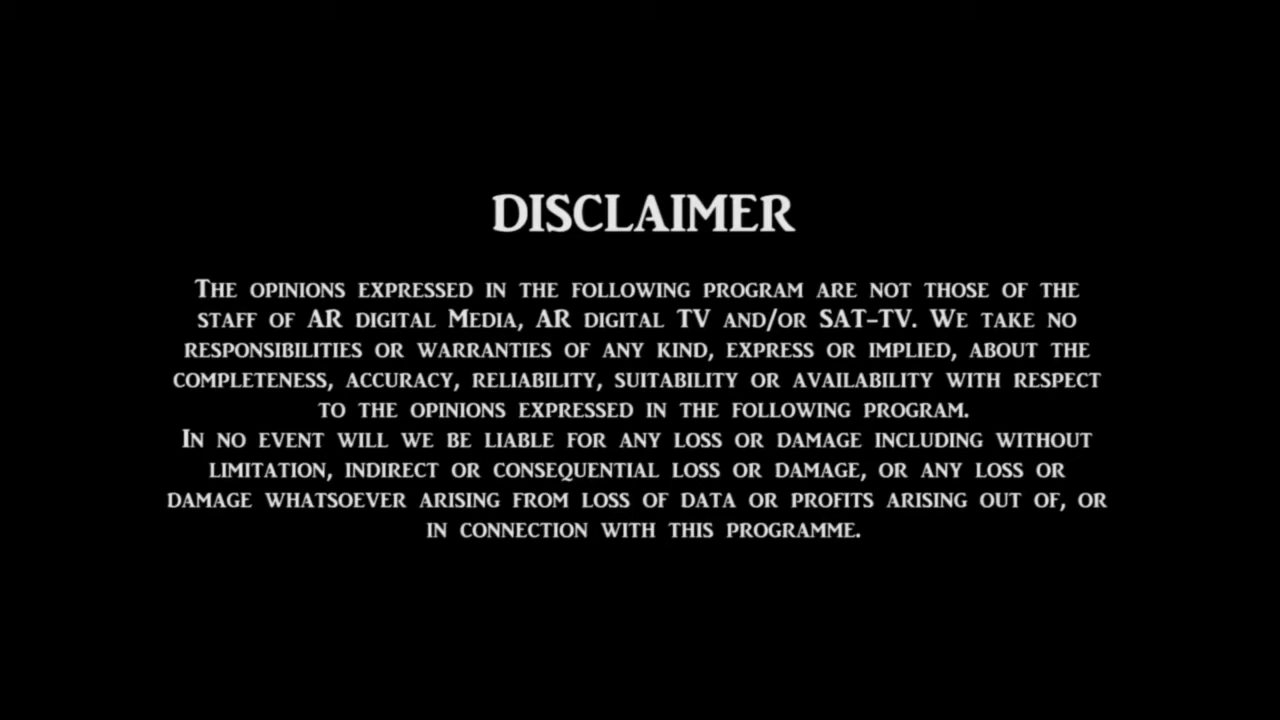 DISCLAIMER
The opinions expressed in the following program are not those of the
staff of AR digital Media, AR digital TV and/or SAT-TV. We take no
responsibilities or warranties of any kind, express or implied, about the
completeness, accuracy, reliability, suitability or availability with respect
to the opinions expressed in the following program.
In no event will we be liable for any loss or damage including without
limitation, indirect or consequential loss or damage, or any loss or
damage whatsoever arising from loss of data or profits arising out of, or
in connection with this programme.